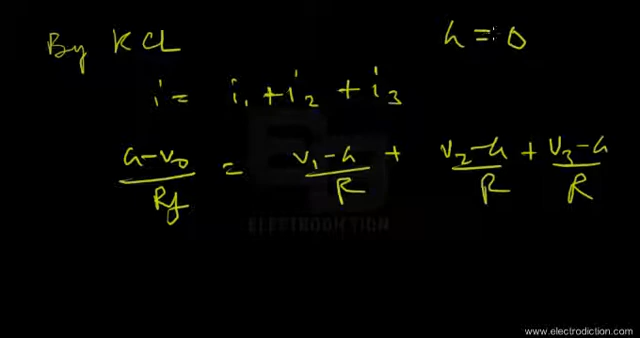 By KCL
h = 0
i = i1 + i2 + i3
(h - v0)/Rf = (v1 - h)/R + (v2 - h)/R + (v3 - h)/R
ELECTRODICTION
www.electrodiction.com